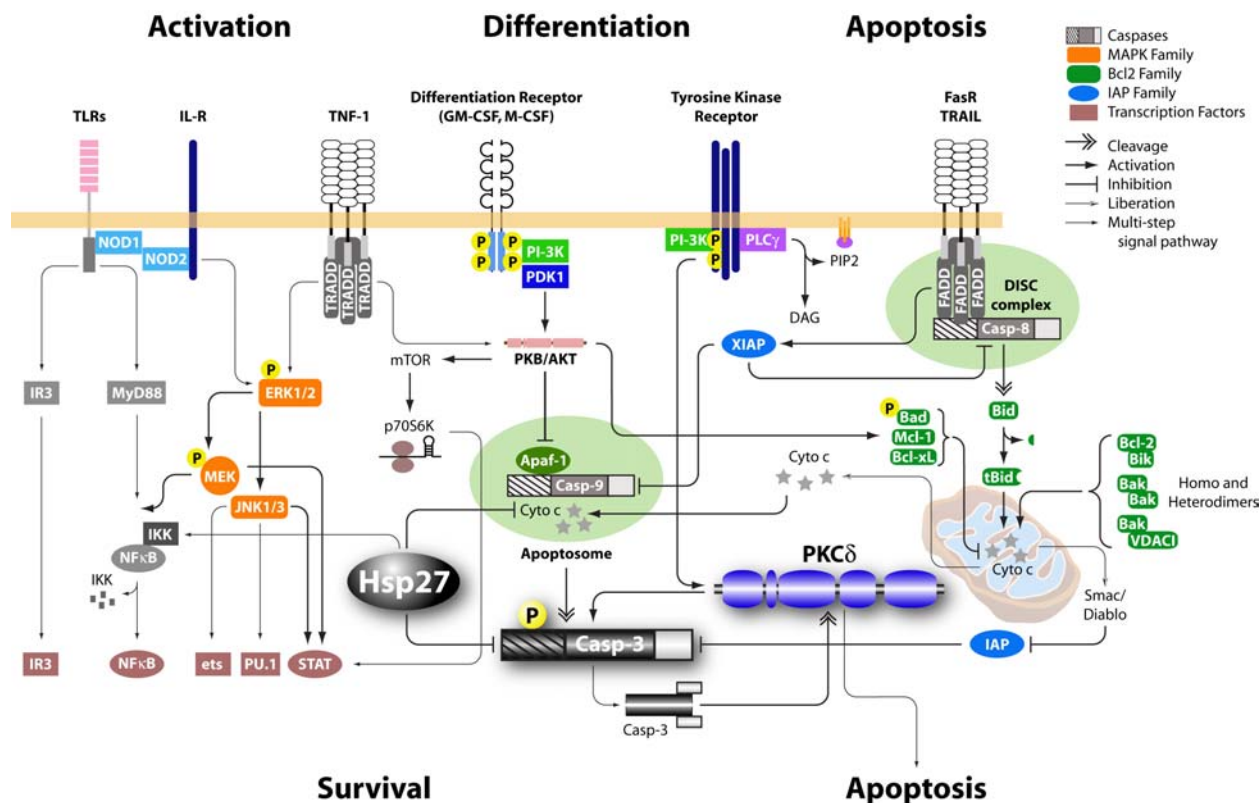 Activation
Differentiation
Apoptosis
Caspases
MAPK Family
Bcl2 Family
IAP Family
Transcription Factors
Cleavage
Activation
Inhibition
Liberation
Multi-step
signal pathway
TLRs
IL-R
TNF-1
Differentiation Receptor
(GM-CSF, M-CSF)
Tyrosine Kinase
Receptor
FasR
TRAIL
NOD1
NOD2
TRADD
TRADD
TRADD
P
P
P
P
PI-3K
PDK1
PI-3K
P
P
PLCγ
PIP2
DAG
FADD
FADD
FADD
DISC
complex
Casp-8
XIAP
mTOR
PKB/AKT
IR3
MyD88
P
ERK1/2
p70S6K
P
MEK
JNK1/3
Apaf-1
Casp-9
Cyto c
Apoptosome
Cyto c
P
Bad
Mcl-1
Bcl-xL
Bid
tBid
Bcl-2
Bik
Bak
Bak
Bak
VDACI
Homo and
Heterodimers
Cyto c
Smac/
Diablo
IKK
NFκB
IKK
Hsp27
PKCδ
P
Casp-3
IAP
IR3
NFκB
ets
PU.1
STAT
Casp-3
Survival
Apoptosis